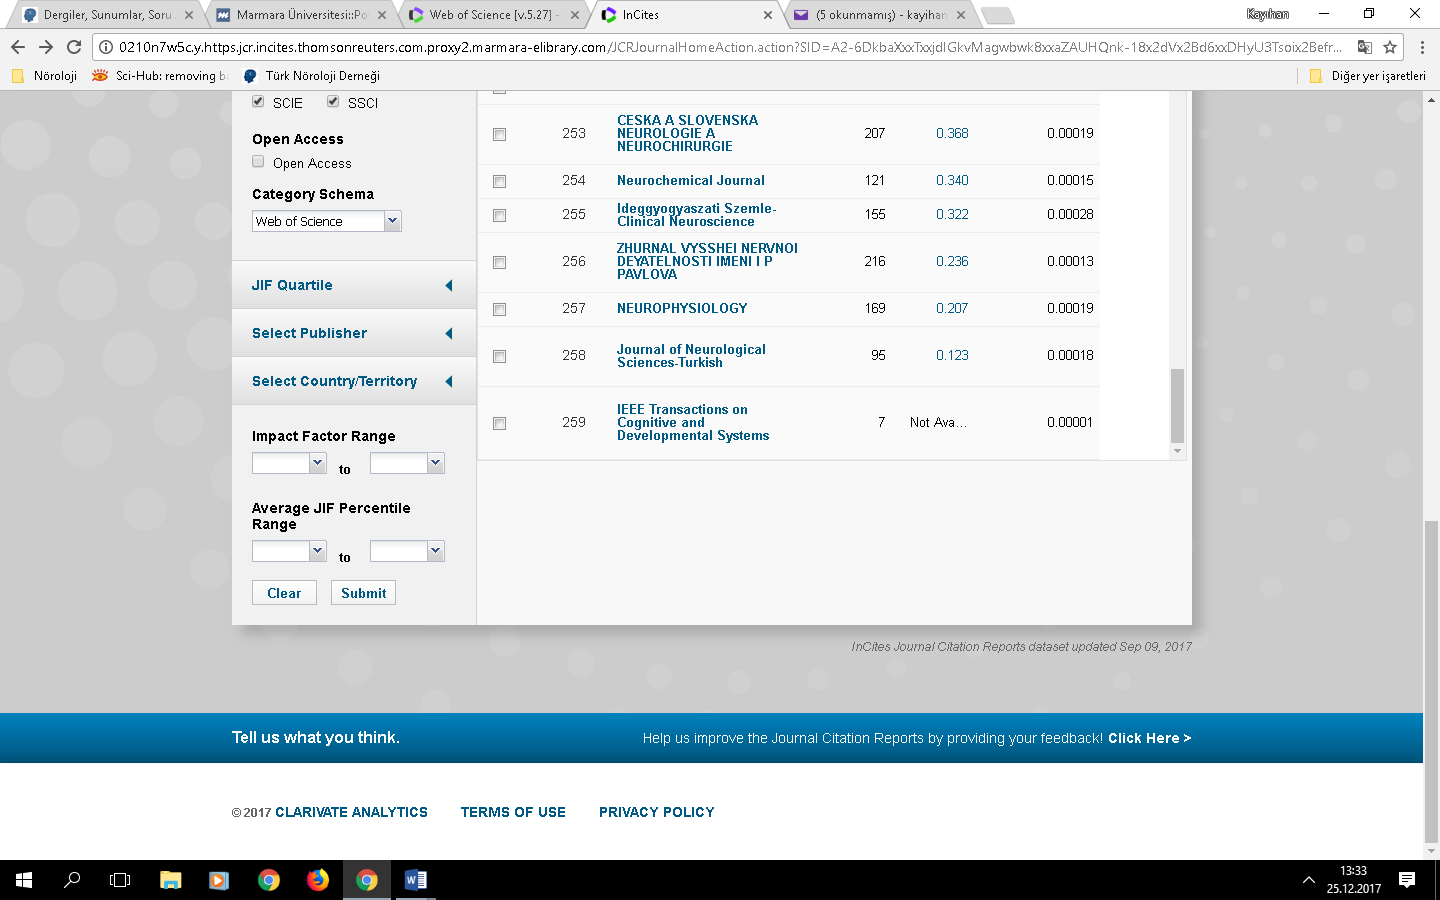 Dergiler, Sunumlar, Soru
Marmara Üniversitesi::Po
Web of Science [v.5.27] -
InCites
(5 okunmamış) - kayihan
Kayıhan
0210n7w5c.y.https.jcr.incites.thomsonreuters.com.proxy2.marmara-elibrary.com/JCRJournalHomeAction.action?SID=A2-6DkbaXxxTxxjdIGkvMagwbwk8xxaZAUHQnk-18x2dVx2Bd6xxDHyU3Tsoix2Befr...
Nöroloji
Sci-Hub: removing ba
Türk Nöroloji Derneği
Diğer yer işaretleri
SCIE SSCI
Open Access
Open Access
Category Schema
Web of Science
JIF Quartile
Select Publisher
Select Country/Territory
Impact Factor Range
to
Average JIF Percentile
Range
to
Clear Submit
253 CESKA A SLOVENSKA NEUROLOGIE A NEUROCHIRURGIE 207 0.368 0.00019
254 Neurochemical Journal 121 0.340 0.00015
255 Ideggyogyaszati Szemle-Clinical Neuroscience 155 0.322 0.00028
256 ZHURNAL VYSSHEI NERVNOI DEYATELNOSTI IMENI I P PAVLOVA 216 0.236 0.00013
257 NEUROPHYSIOLOGY 169 0.207 0.00019
258 Journal of Neurological Sciences-Turkish 95 0.123 0.00018
259 IEEE Transactions on Cognitive and Developmental Systems 7 Not Ava... 0.00001
InCites Journal Citation Reports dataset updated Sep 09, 2017
Tell us what you think.
Help us improve the Journal Citation Reports by providing your feedback! Click Here >
© 2017 CLARIVATE ANALYTICS TERMS OF USE PRIVACY POLICY
13:33
25.12.2017